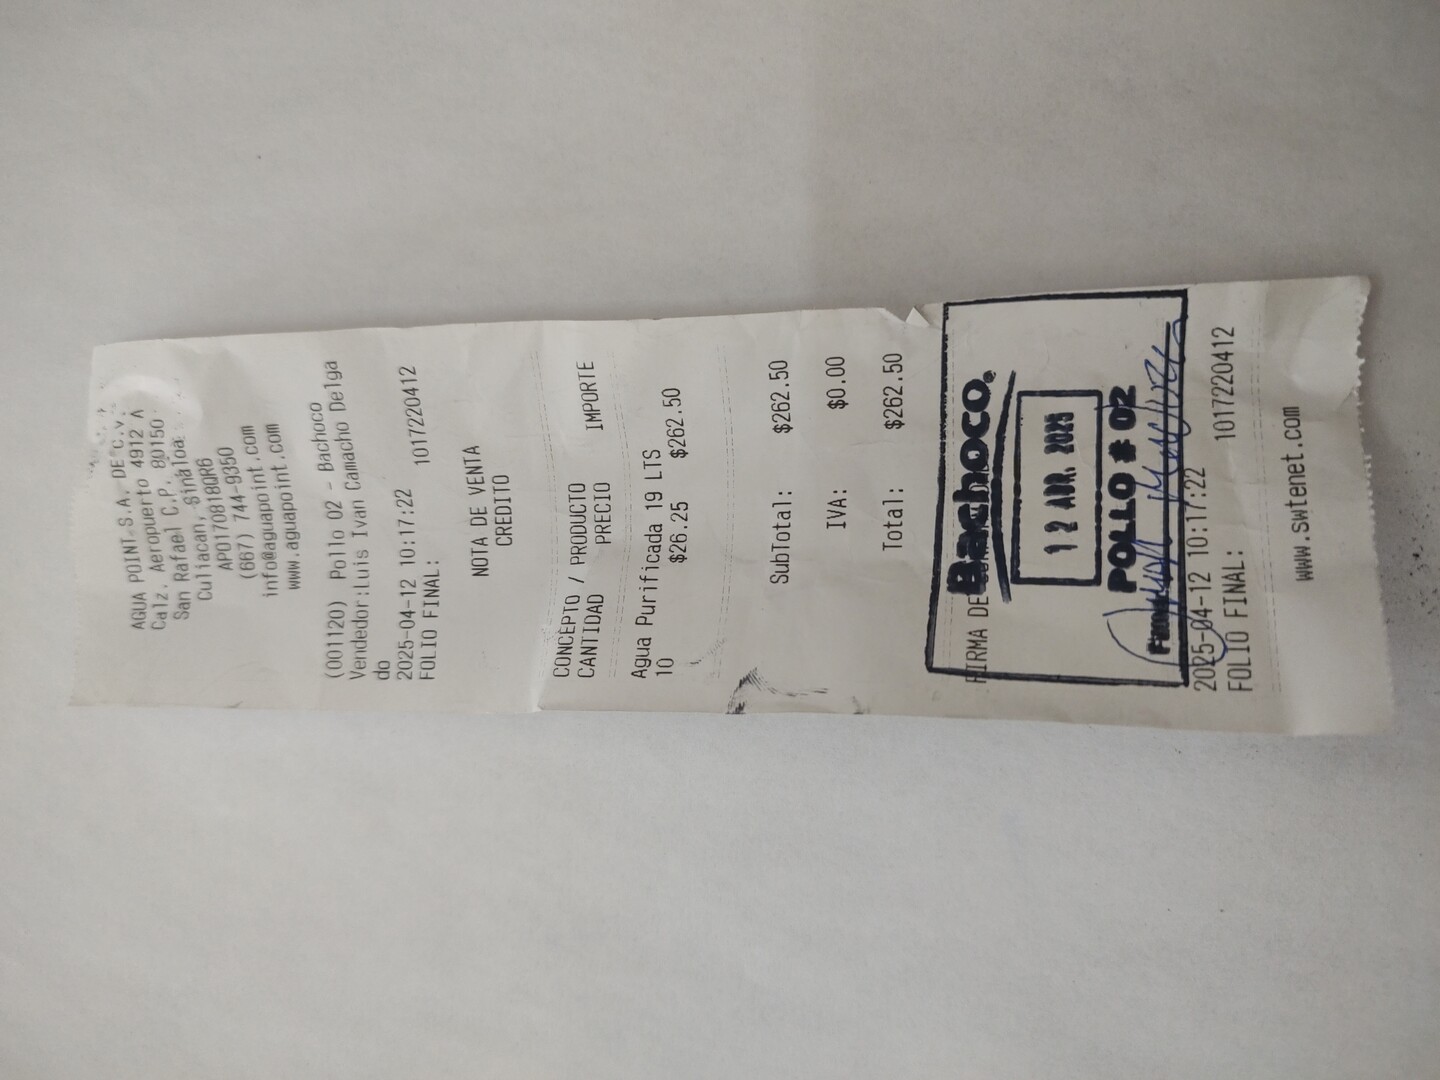 AGUA POINT S.A. DE C.V.
Calz. Aeropuerto 4912 A
San Rafael C.P. 80150
Culiacan, Sinaloa
APO170818QR6
(667) 744-9350
info@aguapoint.com
www.aguapoint.com
(001120) Pollo 02 - Bachoco
Vendedor:Luis Ivan Camacho Delga
do
2025-04-12 10:17:22 1017220412
FOLIO FINAL:
NOTA DE VENTA
CREDITO
CONCEPTO / PRODUCTO
CANTIDAD PRECIO IMPORTE
Agua Purificada 19 LTS
10 $26.25 $262.50
SubTotal: $262.50
IVA: $0.00
Total: $262.50
FIRMA DE
Bachoco.
12 ABR. 2025
POLLO # 02
2025-04-12 10:17:22
FOLIO FINAL: 1017220412
www.swtenet.com